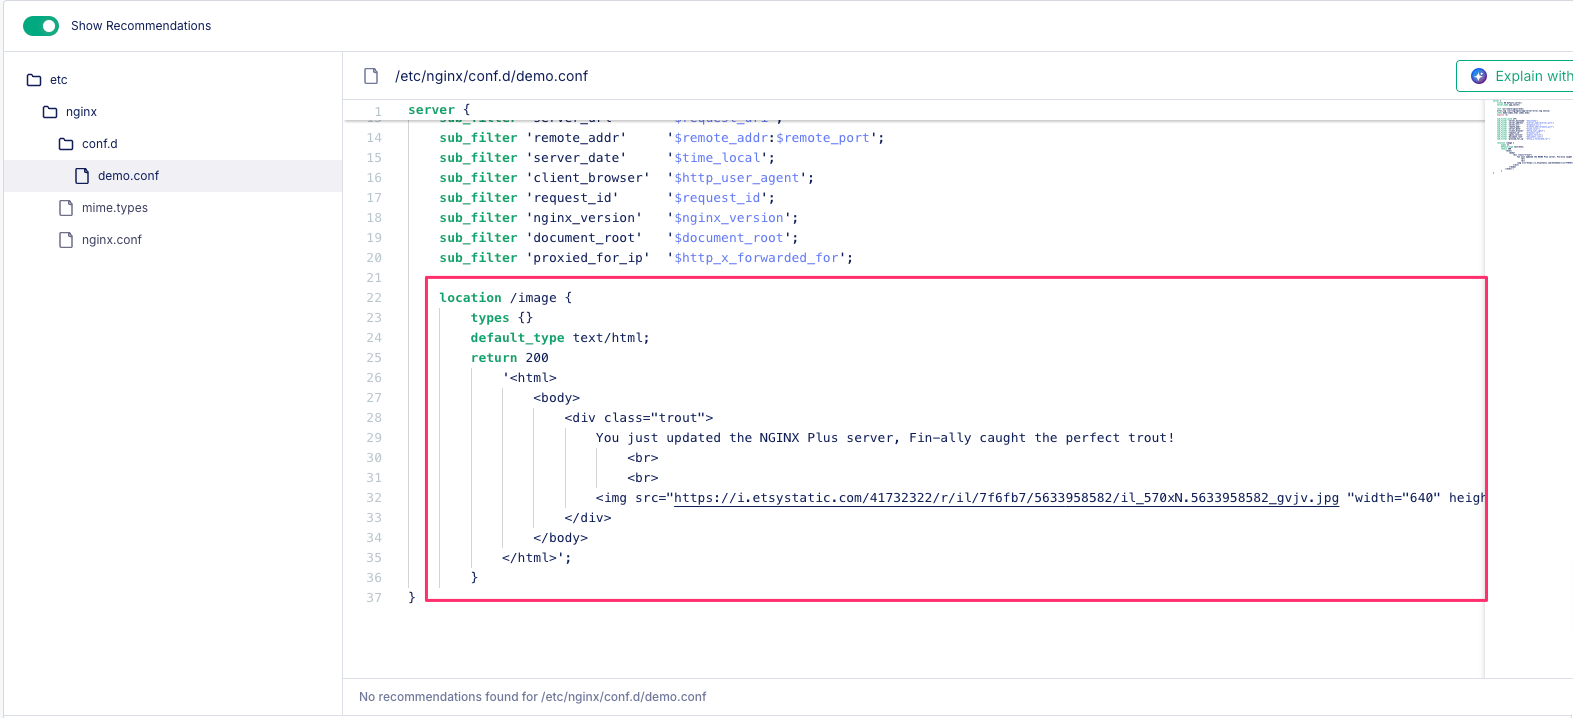 Show Recommendations
etc
nginx
conf.d
demo.conf
mime.types
nginx.conf
/etc/nginx/conf.d/demo.conf
Explain with
1 server {
sub_filter 'server_url' '$request_uri';
14 sub_filter 'remote_addr' '$remote_addr:$remote_port';
15 sub_filter 'server_date' '$time_local';
16 sub_filter 'client_browser' '$http_user_agent';
17 sub_filter 'request_id' '$request_id';
18 sub_filter 'nginx_version' '$nginx_version';
19 sub_filter 'document_root' '$document_root';
20 sub_filter 'proxied_for_ip' '$http_x_forwarded_for';
21
22 location /image {
23 types {}
24 default_type text/html;
25 return 200
26 '<html>
27 <body>
28 <div class="trout">
29 You just updated the NGINX Plus server, Fin-ally caught the perfect trout!
30 <br>
31 <br>
32 <img src="https://i.etsystatic.com/41732322/r/il/7f6fb7/5633958582/il_570xN.5633958582_gvjv.jpg "width="640" heigh
33 </div>
34 </body>
35 </html>';
36 }
37 }
No recommendations found for /etc/nginx/conf.d/demo.conf